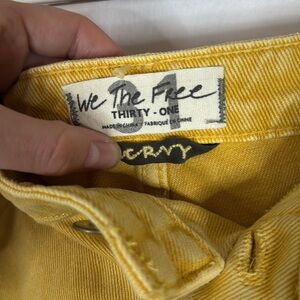 31
We The Free
THIRTY - ONE
MADE IN CHINA / FABRIQUÉ EN CHINE
CRVY